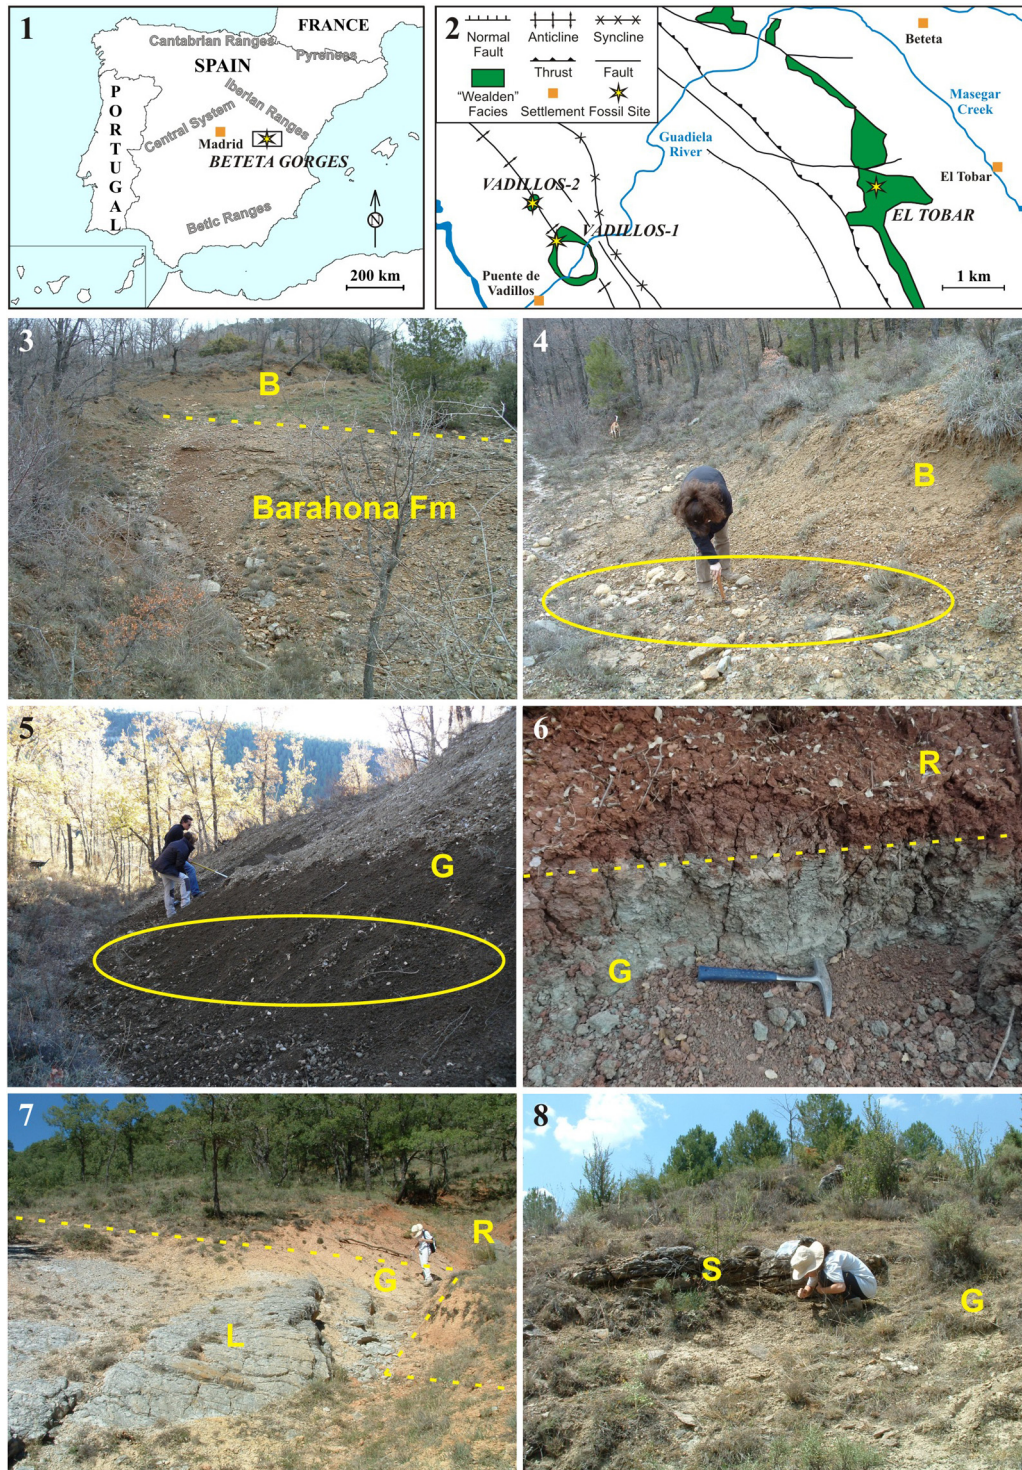 1
FRANCE
Cantabrian Ranges
Pyrenees
SPAIN
PORTUGAL
Iberian Ranges
Central System
Madrid
BETETA GORGES
Betic Ranges
N
200 km
2
Normal
Fault
Anticline
Syncline
Thrust
Fault
"Wealden"
Facies
Settlement
Fossil Site
Beteta
Masegar
Creek
Guadiela
River
El Tobar
VADILLOS-2
EL TOBAR
VADILLOS-1
Puente de
Vadillos
1 km
3
B
Barahona Fm
4
B
5
G
6
R
G
7
R
G
L
8
S
G